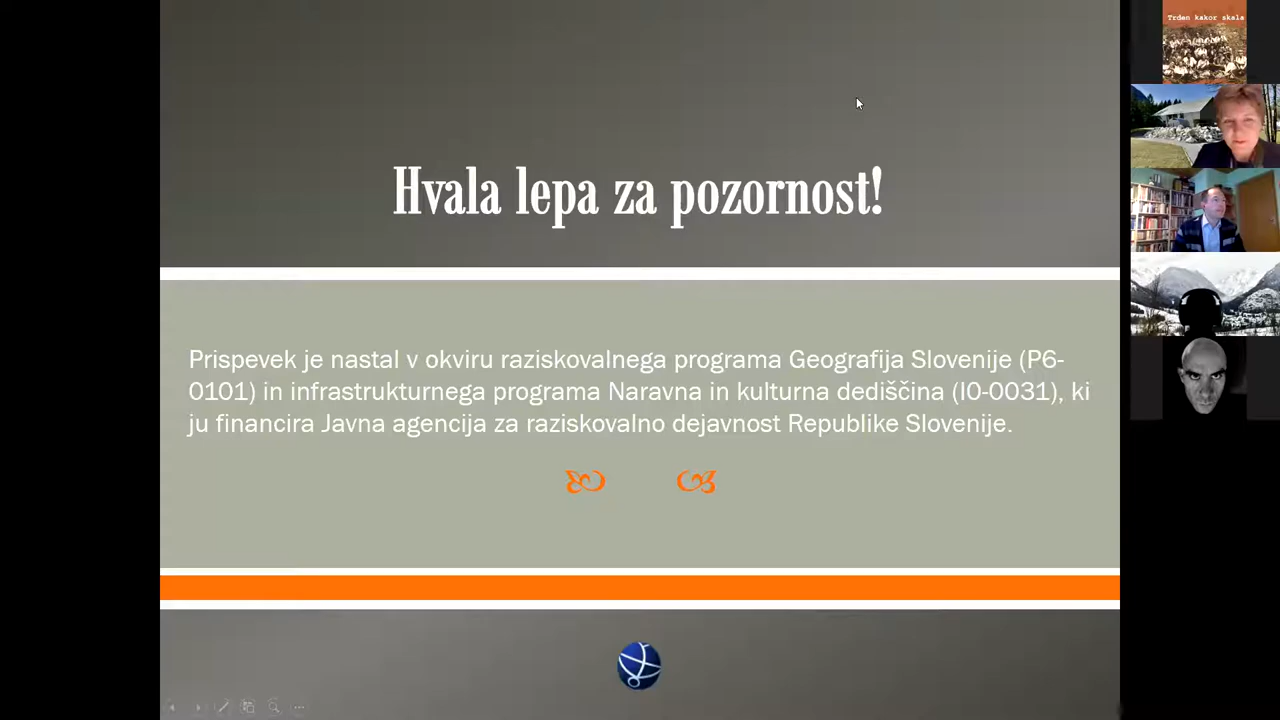 Trden kakor skala
Hvala lepa za pozornost!
Prispevek je nastal v okviru raziskovalnega programa Geografija Slovenije (P6-
0101) in infrastrukturnega programa Naravna in kulturna dediščina (I0-0031), ki
ju financira Javna agencija za raziskovalno dejavnost Republike Slovenije.